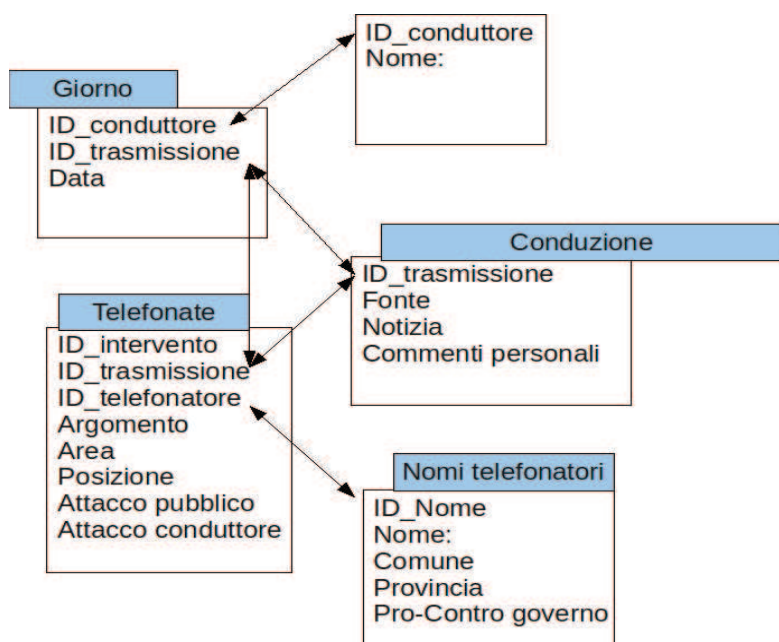 ID_conduttore
Nome:
Giorno
ID_conduttore
ID_trasmissione
Data
Conduzione
ID_trasmissione
Fonte
Notizia
Commenti personali
Telefonate
ID_intervento
ID_trasmissione
ID_telefonatore
Argomento
Area
Posizione
Attacco pubblico
Attacco conduttore
Nomi telefonatori
ID_Nome
Nome:
Comune
Provincia
Pro-Contro governo